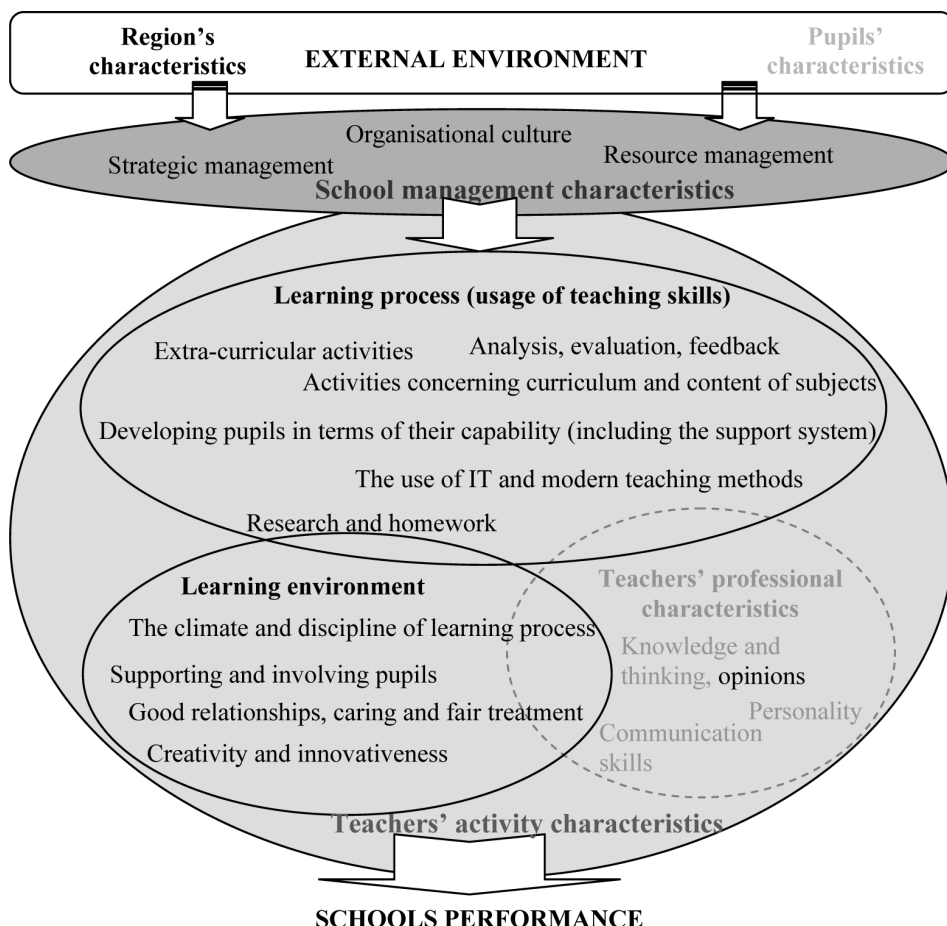 Region's
characteristics
EXTERNAL ENVIRONMENT
Pupils'
characteristics
Organisational culture
Strategic management
Resource management
School management characteristics
Learning process (usage of teaching skills)
Extra-curricular activities
Analysis, evaluation, feedback
Activities concerning curriculum and content of subjects
Developing pupils in terms of their capability (including the support system)
The use of IT and modern teaching methods
Research and homework
Learning environment
The climate and discipline of learning process
Supporting and involving pupils
Good relationships, caring and fair treatment
Creativity and innovativeness
Teachers' professional
characteristics
Knowledge and
thinking, opinions
Personality
Communication
skills
Teachers' activity characteristics
SCHOOLS PERFORMANCE